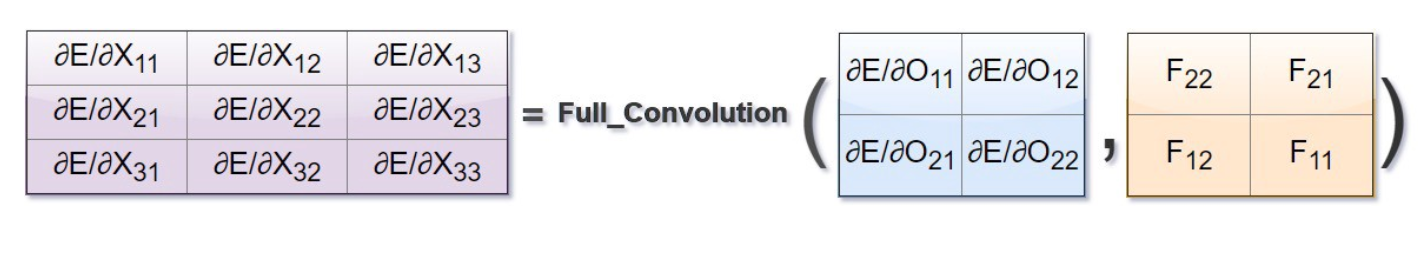 ∂E/∂X₁₁ ∂E/∂X₁₂ ∂E/∂X₁₃
∂E/∂X₂₁ ∂E/∂X₂₂ ∂E/∂X₂₃
∂E/∂X₃₁ ∂E/∂X₃₂ ∂E/∂X₃₃
= Full_Convolution (
∂E/∂O₁₁ ∂E/∂O₁₂
∂E/∂O₂₁ ∂E/∂O₂₂
,
F₂₂ F₂₁
F₁₂ F₁₁
)